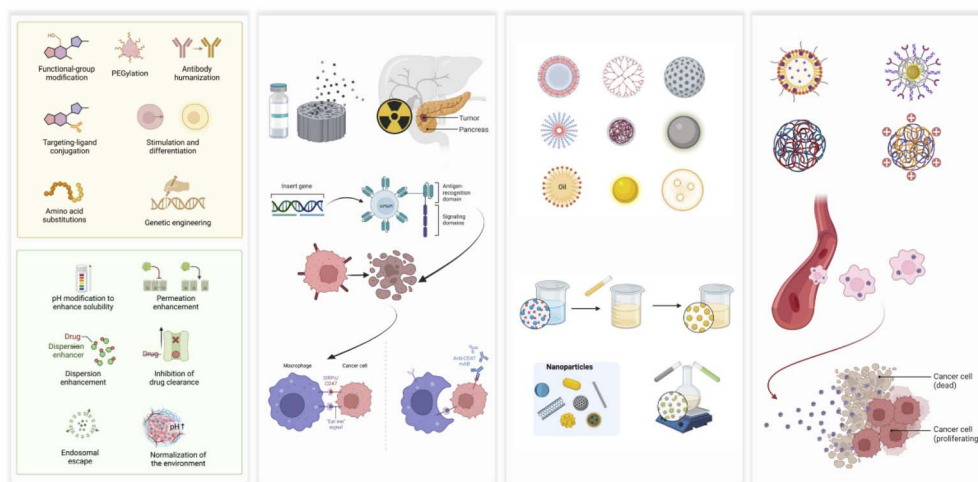 HO
Functional-group
modification
PEGylation
Antibody
humanization
Targeting-ligand
conjugation
Stimulation and
differentiation
Amino acid
substitutions
Genetic engineering
pH modification to
enhance solubility
Permeation
enhancement
Drug
Dispersion
enhancer
Drug
Dispersion
enhancement
Inhibition of
drug clearance
pH↑
Endosomal
escape
Normalization of
the environment
Tumor
Pancreas
Insert gene
Antigen-
recognition
domain
Signaling
domains
Macrophage
Cancer cell
SIRPα/
CD47
"Eat me"
signal
Anti-CD47
mAB
Oil
Nanoparticles
Cancer cell
(dead)
Cancer cell
(proliferating)